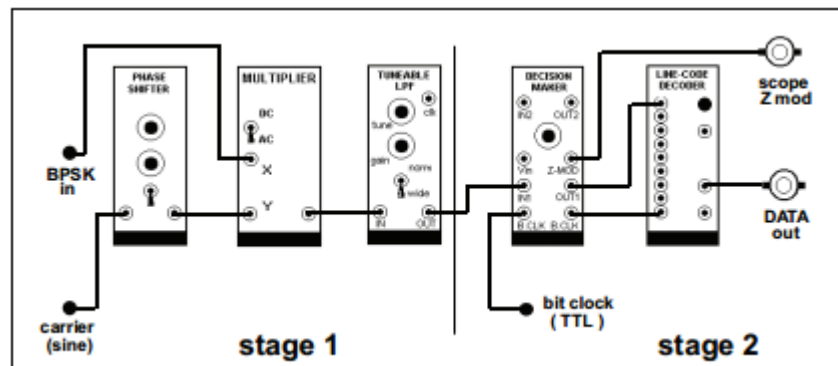 PHASE
SHIFTER
MULTIPLIER
DC
AC
X
Y
TUNEABLE
LPF
clk
tune
gain
norm
wide
IN
OUT
DECISION
MAKER
IN2
OUT2
Vin
Z-MOD
IN1
OUT1
B.CLK
B.CLK
LINE-CODE
DECODER
scope
Z mod
BPSK
in
DATA
out
carrier
(sine)
bit clock
( TTL )
stage 1
stage 2